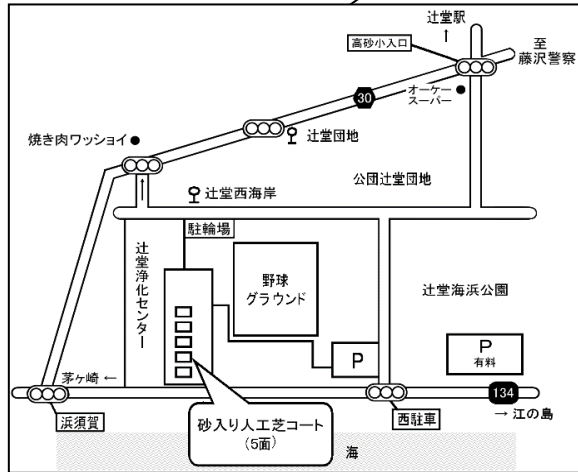 辻堂駅
↑
至
藤沢警察
高砂小入口
オーケー
スーパー
30
焼き肉ワッショイ
辻堂団地
公団辻堂団地
辻堂西海岸
駐輪場
辻堂浄化センター
野球
グラウンド
辻堂海浜公園
P
P
有料
茅ヶ崎 ←
134
→ 江の島
浜須賀
西駐車
砂入り人工芝コート
(5面)
海